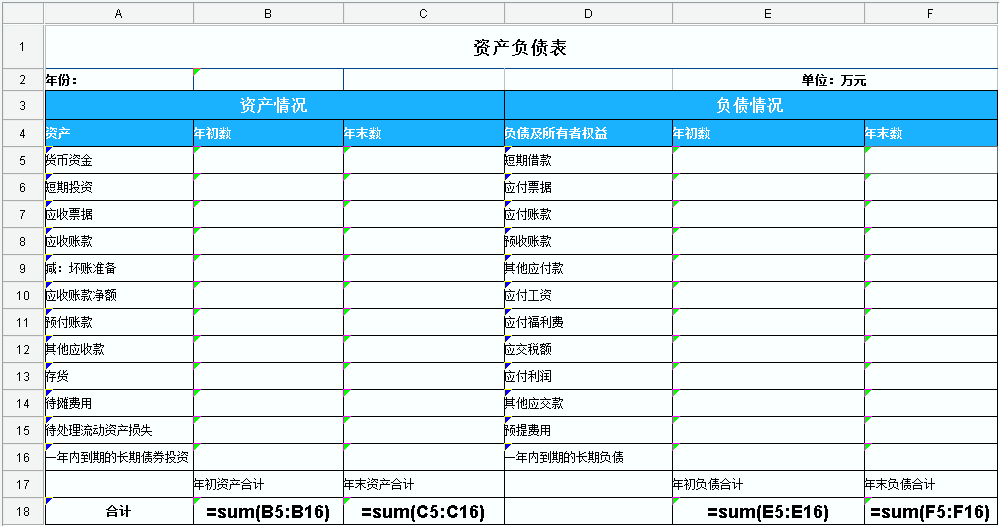 A B C D E F
1 资产负债表
2 年份: 单位: 万元
3 资产情况 负债情况
4 资产 年初数 年末数 负债及所有者权益 年初数 年末数
5 货币资金 短期借款
6 短期投资 应付票据
7 应收票据 应付账款
8 应收账款 预收账款
9 减: 坏账准备 其他应付款
10 应收账款净额 应付工资
11 预付账款 应付福利费
12 其他应收款 应交税额
13 存货 应付利润
14 待摊费用 其他应交款
15 待处理流动资产损失 预提费用
16 一年内到期的长期债券投资 一年内到期的长期负债
17 年初资产合计 年末资产合计 年初负债合计 年末负债合计
18 合计 =sum(B5:B16) =sum(C5:C16) =sum(E5:E16) =sum(F5:F16)